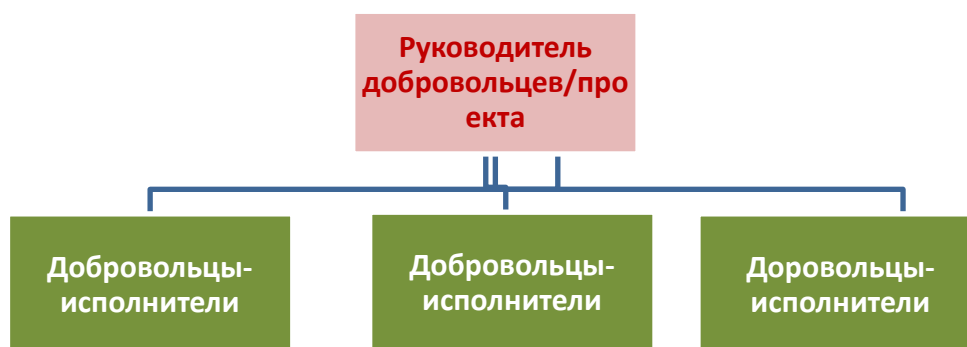 Руководитель
добровольцев/про
екта
Добровольцы-
исполнители
Добровольцы-
исполнители
Доровольцы-
исполнители